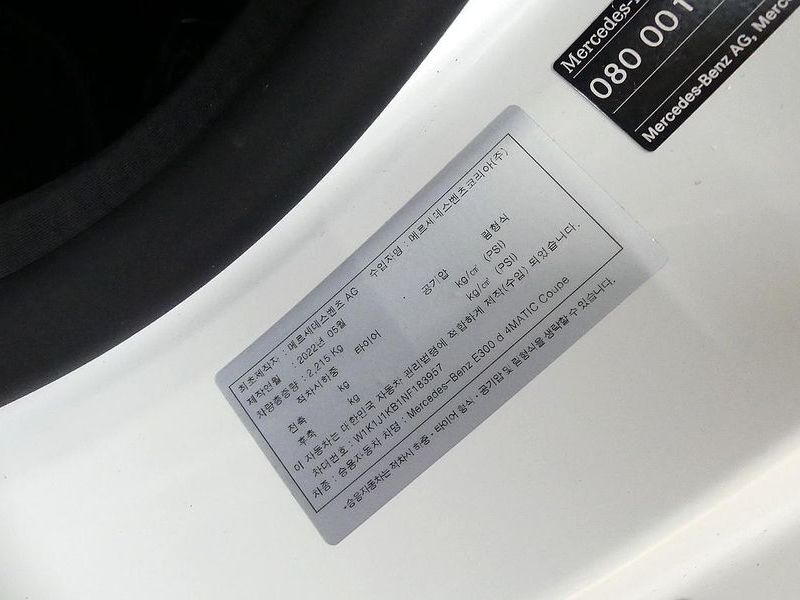 Mercedes-
080 001
Mercedes-Benz AG, Merc
최초제작자 : 메르세데스벤츠 AG 수입자명 : 메르세데스벤츠코리아(주)
제작연월 : 2022년 05월
차량총중량 : 2,215 Kg
적차시하중 타이어 공기압 림형식
전축 kg kg/㎠ (PSI)
후축 kg kg/㎠ (PSI)
이 자동차는 대한민국 자동차 관리법령에 적합하게 제작(수입) 되었습니다.
차대번호 : W1K1J1KB1NF183957
차종 : 승용자동차 차명 : Mercedes-Benz E300 d 4MATIC Coupe
*승용자동차는 적차시 하중 · 타이어 형식 · 공기압 및 림형식을 생략할 수 있습니다.